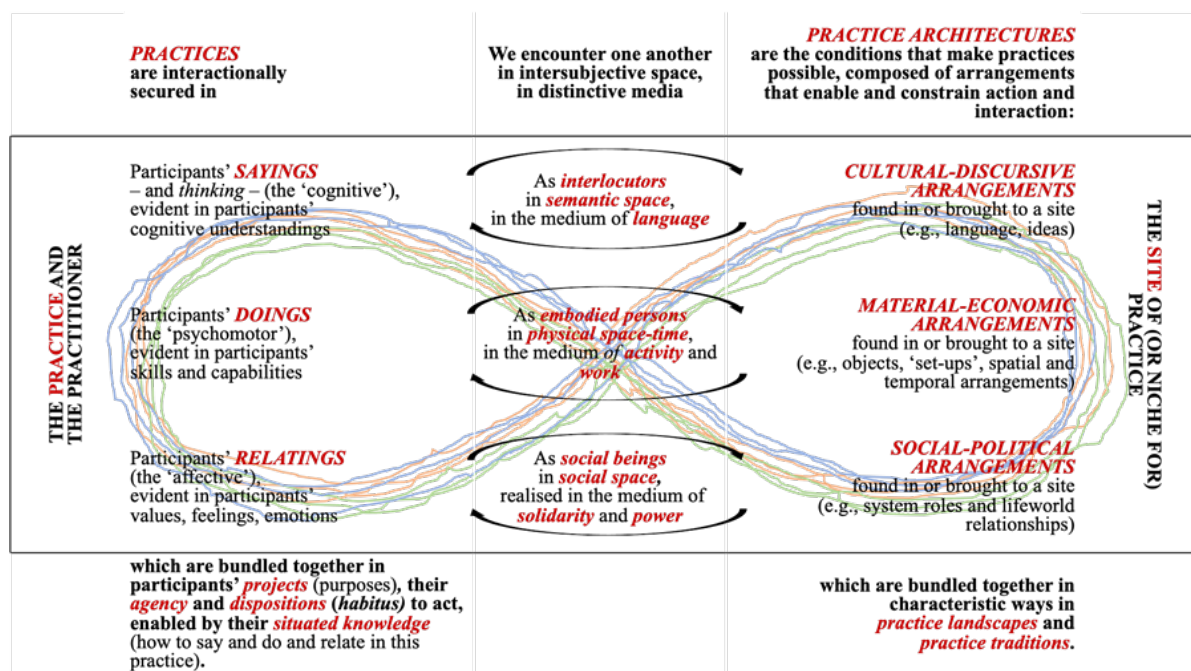 PRACTICES
are interactionally
secured in
We encounter one another
in intersubjective space,
in distinctive media
PRACTICE ARCHITECTURES
are the conditions that make practices
possible, composed of arrangements
that enable and constrain action and
interaction:
THE PRACTICE AND
THE PRACTITIONER
Participants’ SAYINGS
– and thinking – (the ‘cognitive’),
evident in participants’
cognitive understandings
As interlocutors
in semantic space,
in the medium of language
CULTURAL-DISCURSIVE
ARRANGEMENTS
found in or brought to a site
(e.g., language, ideas)
Participants’ DOINGS
(the ‘psychomotor’),
evident in participants’
skills and capabilities
As embodied persons
in physical space-time,
in the medium of activity and
work
MATERIAL-ECONOMIC
ARRANGEMENTS
found in or brought to a site
(e.g., objects, ‘set-ups’, spatial and
temporal arrangements)
Participants’ RELATINGS
(the ‘affective’),
evident in participants’
values, feelings, emotions
As social beings
in social space,
realised in the medium of
solidarity and power
SOCIAL-POLITICAL
ARRANGEMENTS
found in or brought to a site
(e.g., system roles and lifeworld
relationships)
THE SITE OF (OR NICHE FOR)
PRACTICE
which are bundled together in
participants’ projects (purposes), their
agency and dispositions (habitus) to act,
enabled by their situated knowledge
(how to say and do and relate in this
practice).
which are bundled together in
characteristic ways in
practice landscapes and
practice traditions.